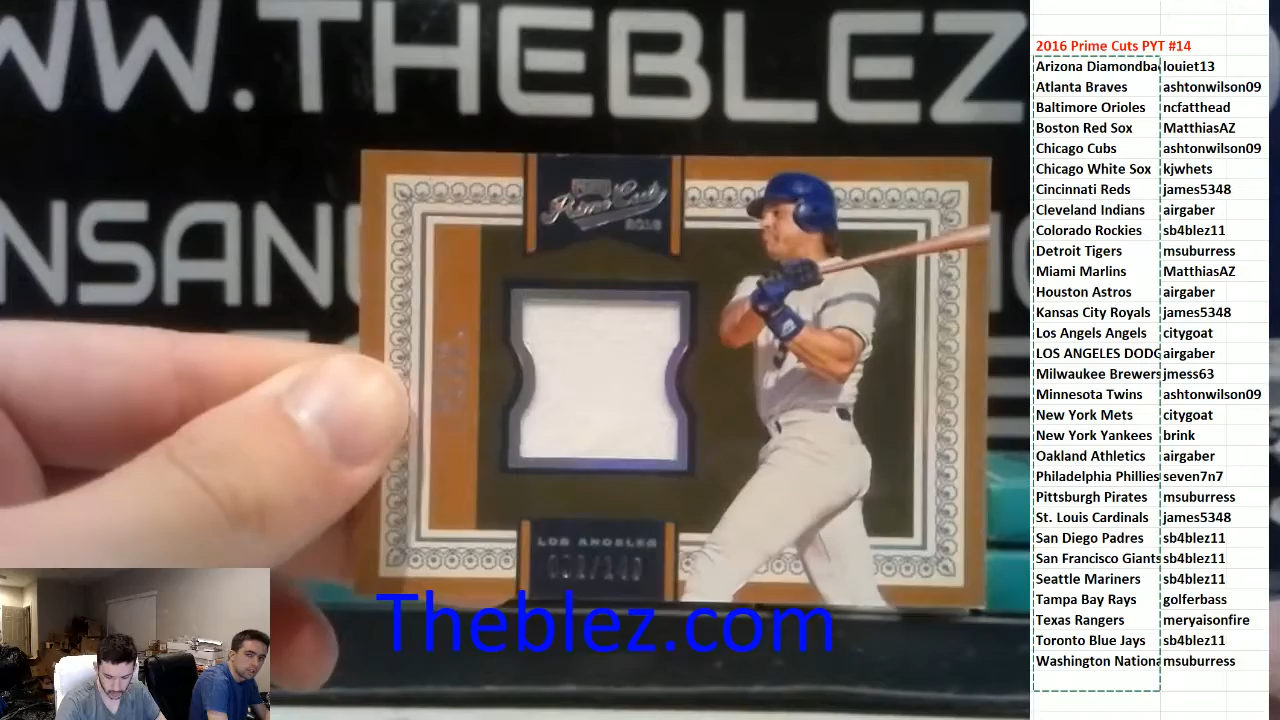 WW.THEBLEZ
NSAN
Prime Cuts
2016
LOS ANGELES
Theblez.com
2016 Prime Cuts PYT #14
Arizona Diamondba louiet13
Atlanta Braves ashtonwilson09
Baltimore Orioles ncfatthead
Boston Red Sox MatthiasAZ
Chicago Cubs ashtonwilson09
Chicago White Sox kjwhets
Cincinnati Reds james5348
Cleveland Indians airgaber
Colorado Rockies sb4blez11
Detroit Tigers msuburress
Miami Marlins MatthiasAZ
Houston Astros airgaber
Kansas City Royals james5348
Los Angels Angels citygoat
LOS ANGELES DODG airgaber
Milwaukee Brewers jmess63
Minnesota Twins ashtonwilson09
New York Mets citygoat
New York Yankees brink
Oakland Athletics airgaber
Philadelphia Phillies seven7n7
Pittsburgh Pirates msuburress
St. Louis Cardinals james5348
San Diego Padres sb4blez11
San Francisco Giants sb4blez11
Seattle Mariners sb4blez11
Tampa Bay Rays golferbass
Texas Rangers meryaisonfire
Toronto Blue Jays sb4blez11
Washington Nationa msuburress